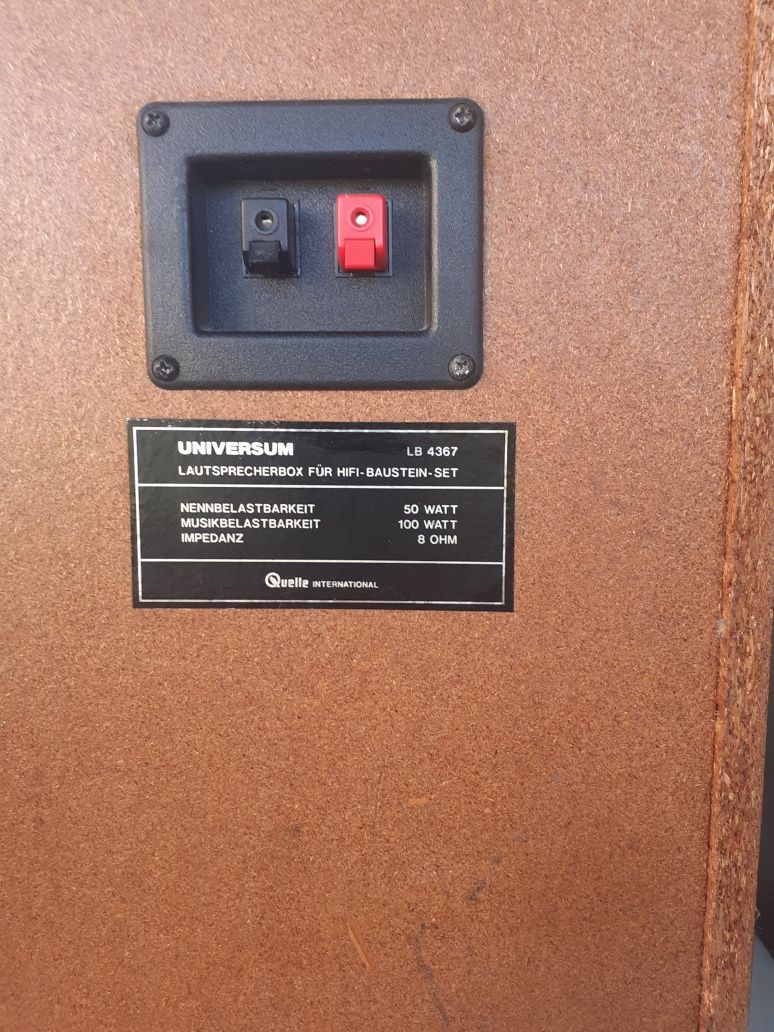 UNIVERSUM LB 4367
LAUTSPRECHERBOX FÜR HIFI-BAUSTEIN-SET
NENNBELASTBARKEIT 50 WATT
MUSIKBELASTBARKEIT 100 WATT
IMPEDANZ 8 OHM
Quelle INTERNATIONAL